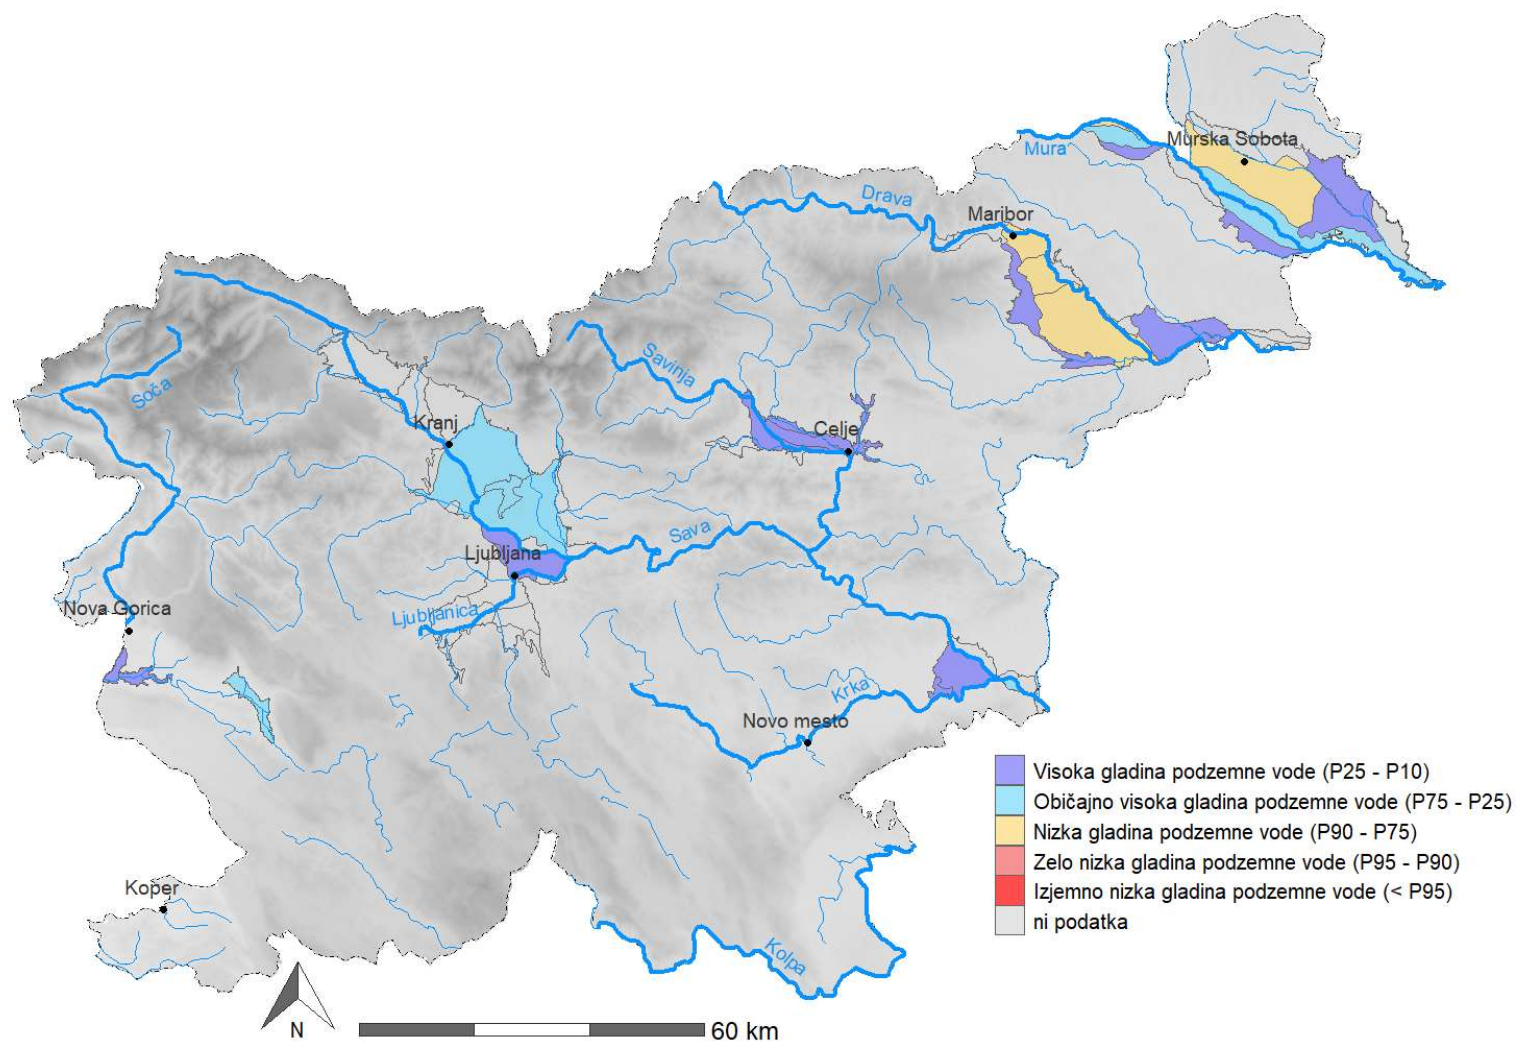 Mura
Murska Sobota
Drava
Maribor
Savinja
Soča
Kranj
Celje
Sava
Ljubljana
Nova Gorica
Ljubljanica
Krka
Novo mesto
Visoka gladina podzemne vode (P25 - P10)
Običajno visoka gladina podzemne vode (P75 - P25)
Nizka gladina podzemne vode (P90 - P75)
Zelo nizka gladina podzemne vode (P95 - P90)
Izjemno nizka gladina podzemne vode (< P95)
ni podatka
Koper
Kolpa
N
60 km